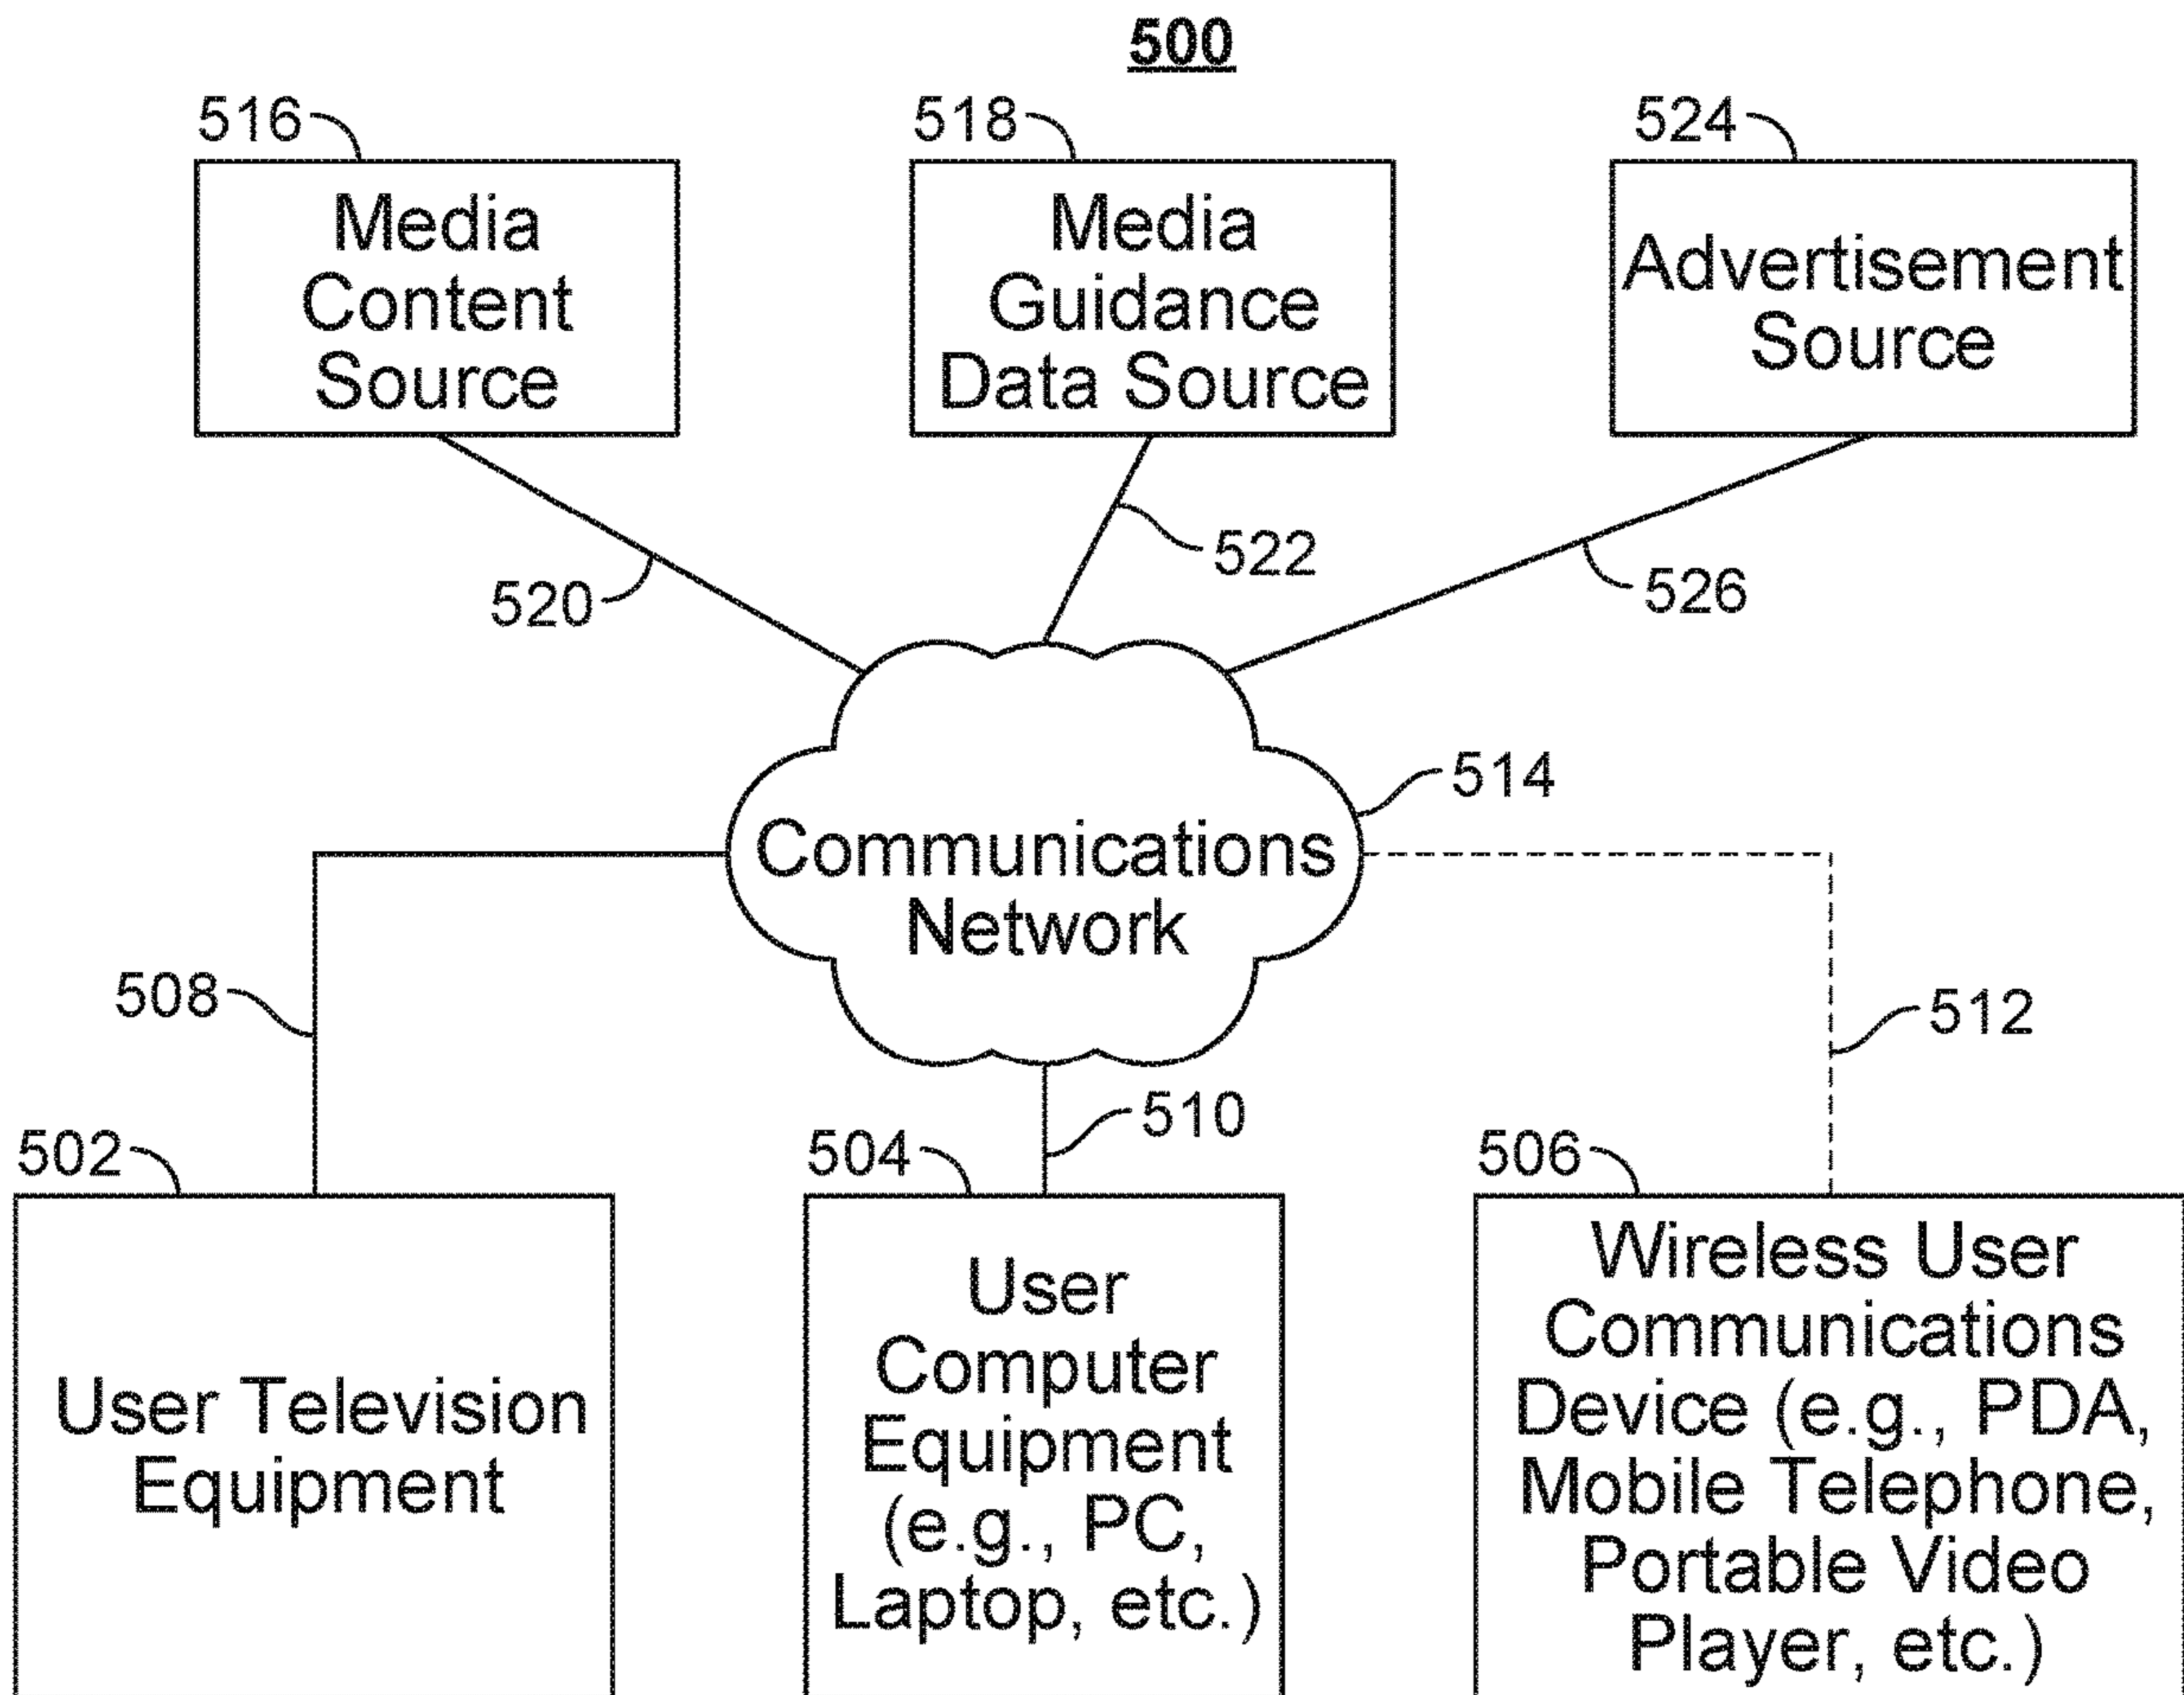 500
516
518
524
Media
Content
Source
Media
Guidance
Data Source
Advertisement
Source
520
522
526
514
Communications
Network
508
512
510
502
504
506
User Television
Equipment
User
Computer
Equipment
(e.g., PC,
Laptop, etc.)
Wireless User
Communications
Device (e.g., PDA,
Mobile Telephone,
Portable Video
Player, etc.)